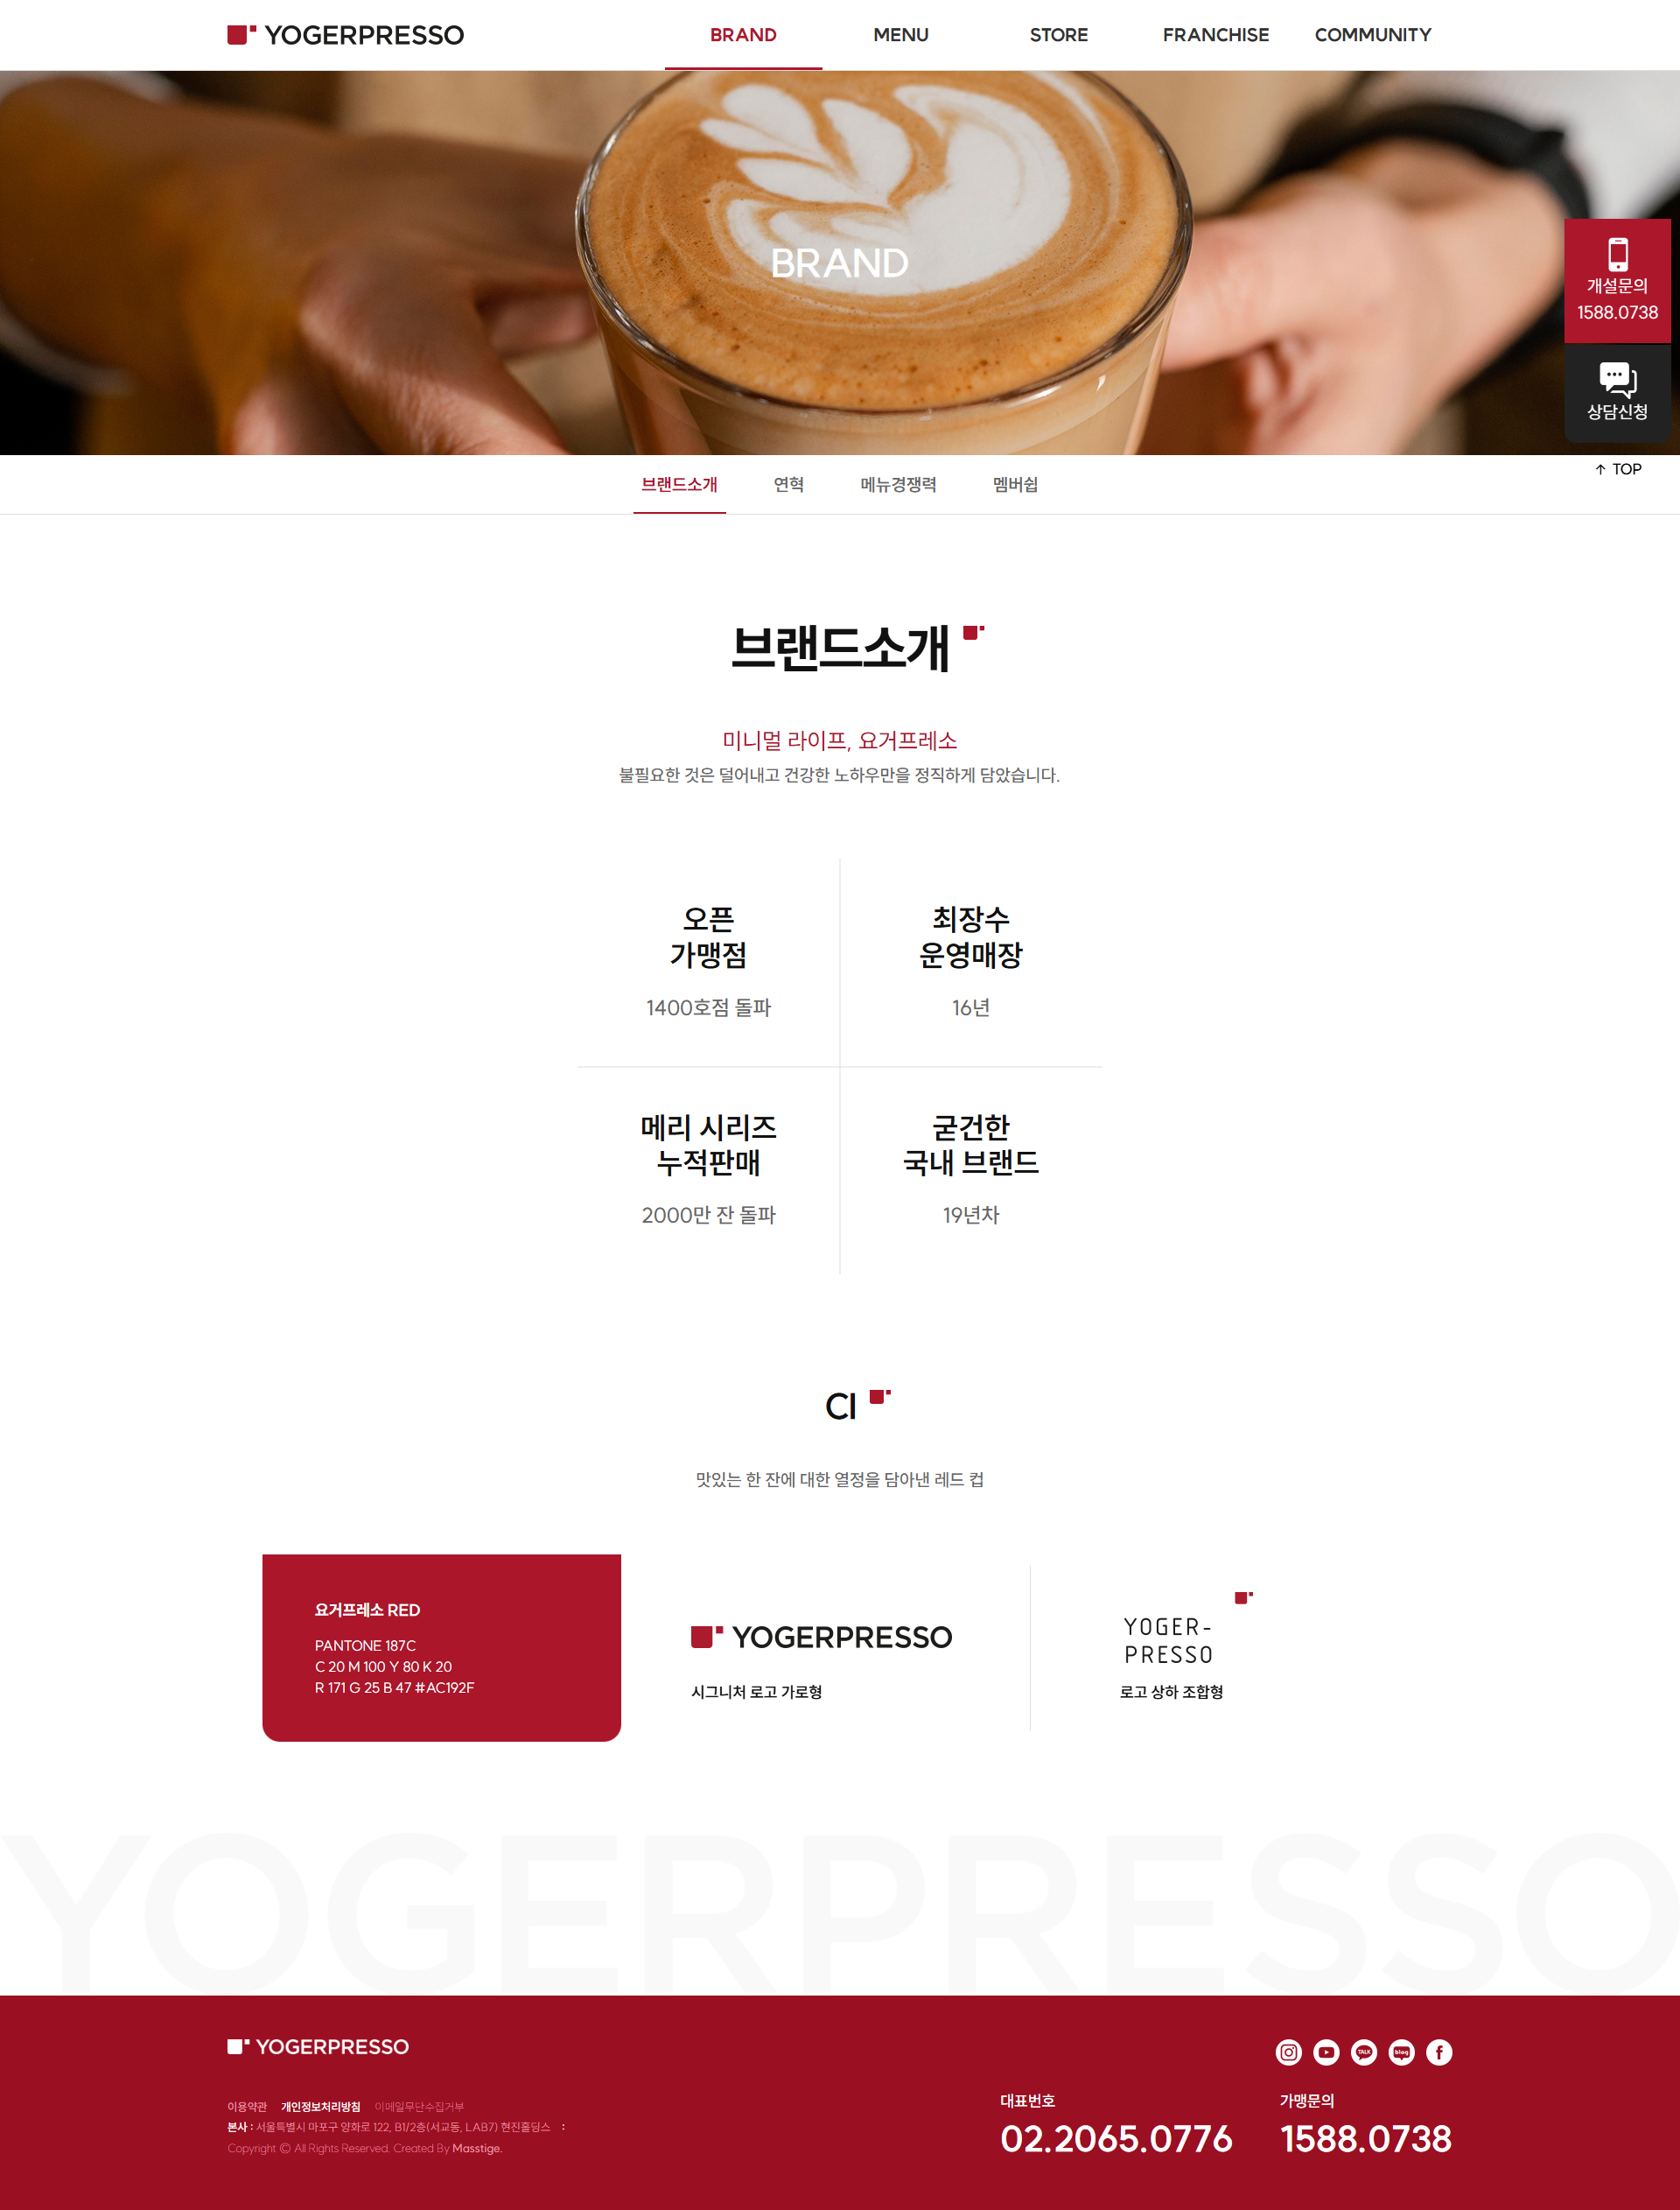 YOGERPRESSO
BRAND
MENU
STORE
FRANCHISE
COMMUNITY
BRAND
개설문의
1588.0738
상담신청
↑ TOP
브랜드소개
연혁
메뉴경쟁력
멤버쉽
브랜드소개
미니멀 라이프, 요거프레소
불필요한 것은 덜어내고 건강한 노하우만을 정직하게 담았습니다.
오픈
가맹점
1400호점 돌파
최장수
운영매장
16년
메리 시리즈
누적판매
2000만 잔 돌파
굳건한
국내 브랜드
19년차
CI
맛있는 한 잔에 대한 열정을 담아낸 레드 컵
요거프레소 RED
PANTONE 187C
C 20 M 100 Y 80 K 20
R 171 G 25 B 47 #AC192F
YOGERPRESSO
시그니처 로고 가로형
YOGER-
PRESSO
로고 상하 조합형
YOGERPRESSO
YOGERPRESSO
이용약관 개인정보처리방침 이메일무단수집거부
본사 : 서울특별시 마포구 양화로 122, B1/2층(서교동, LAB7) 현진홀딩스 :
Copyright © All Rights Reserved. Created By Masstige.
TALK
blog
대표번호
02.2065.0776
가맹문의
1588.0738